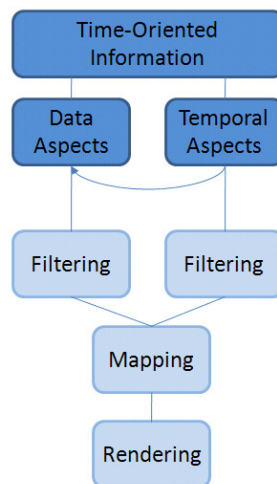 Time-Oriented
Information
Data
Aspects
Temporal
Aspects
Filtering
Filtering
Mapping
Rendering